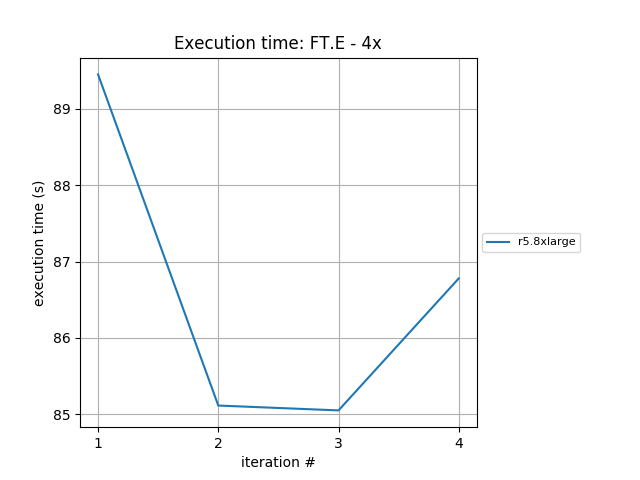 Execution time: FT.E - 4x
execution time (s)
89
88
87
86
85
1 2 3 4
iteration #
r5.8xlarge